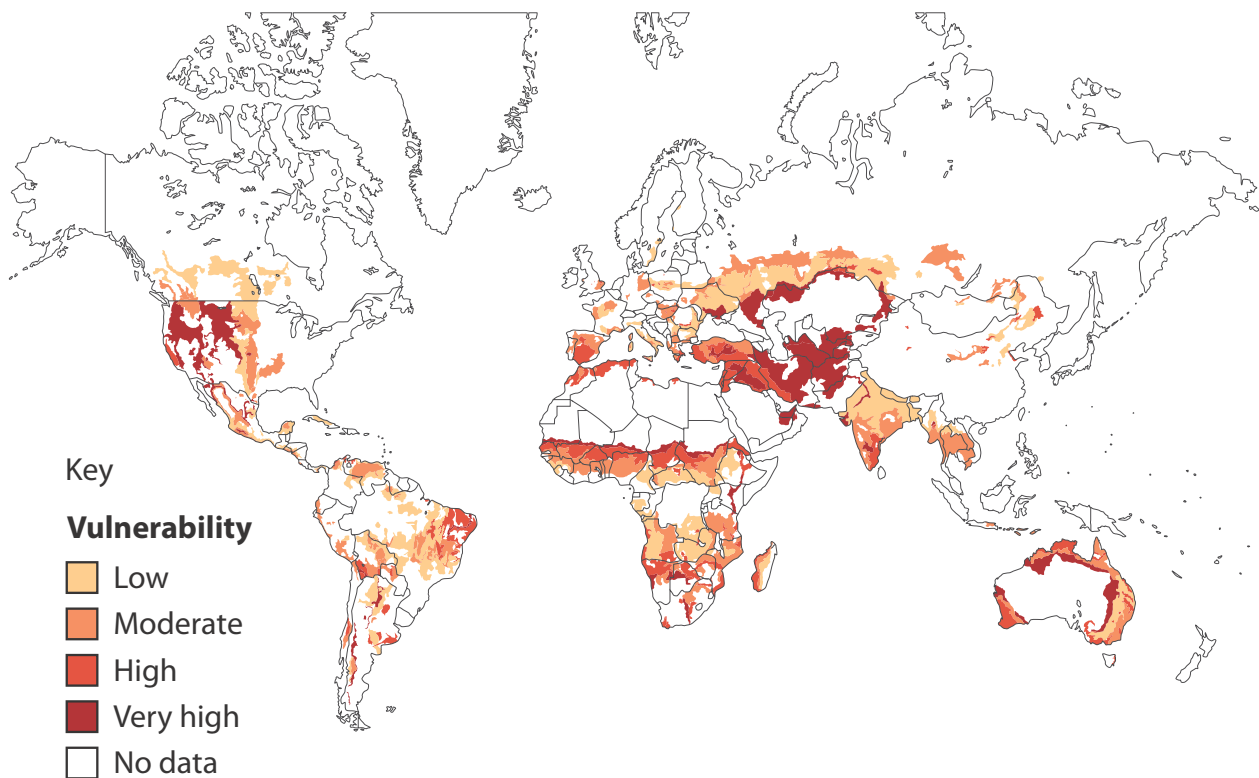 Key
Vulnerability
Low
Moderate
High
Very high
No data